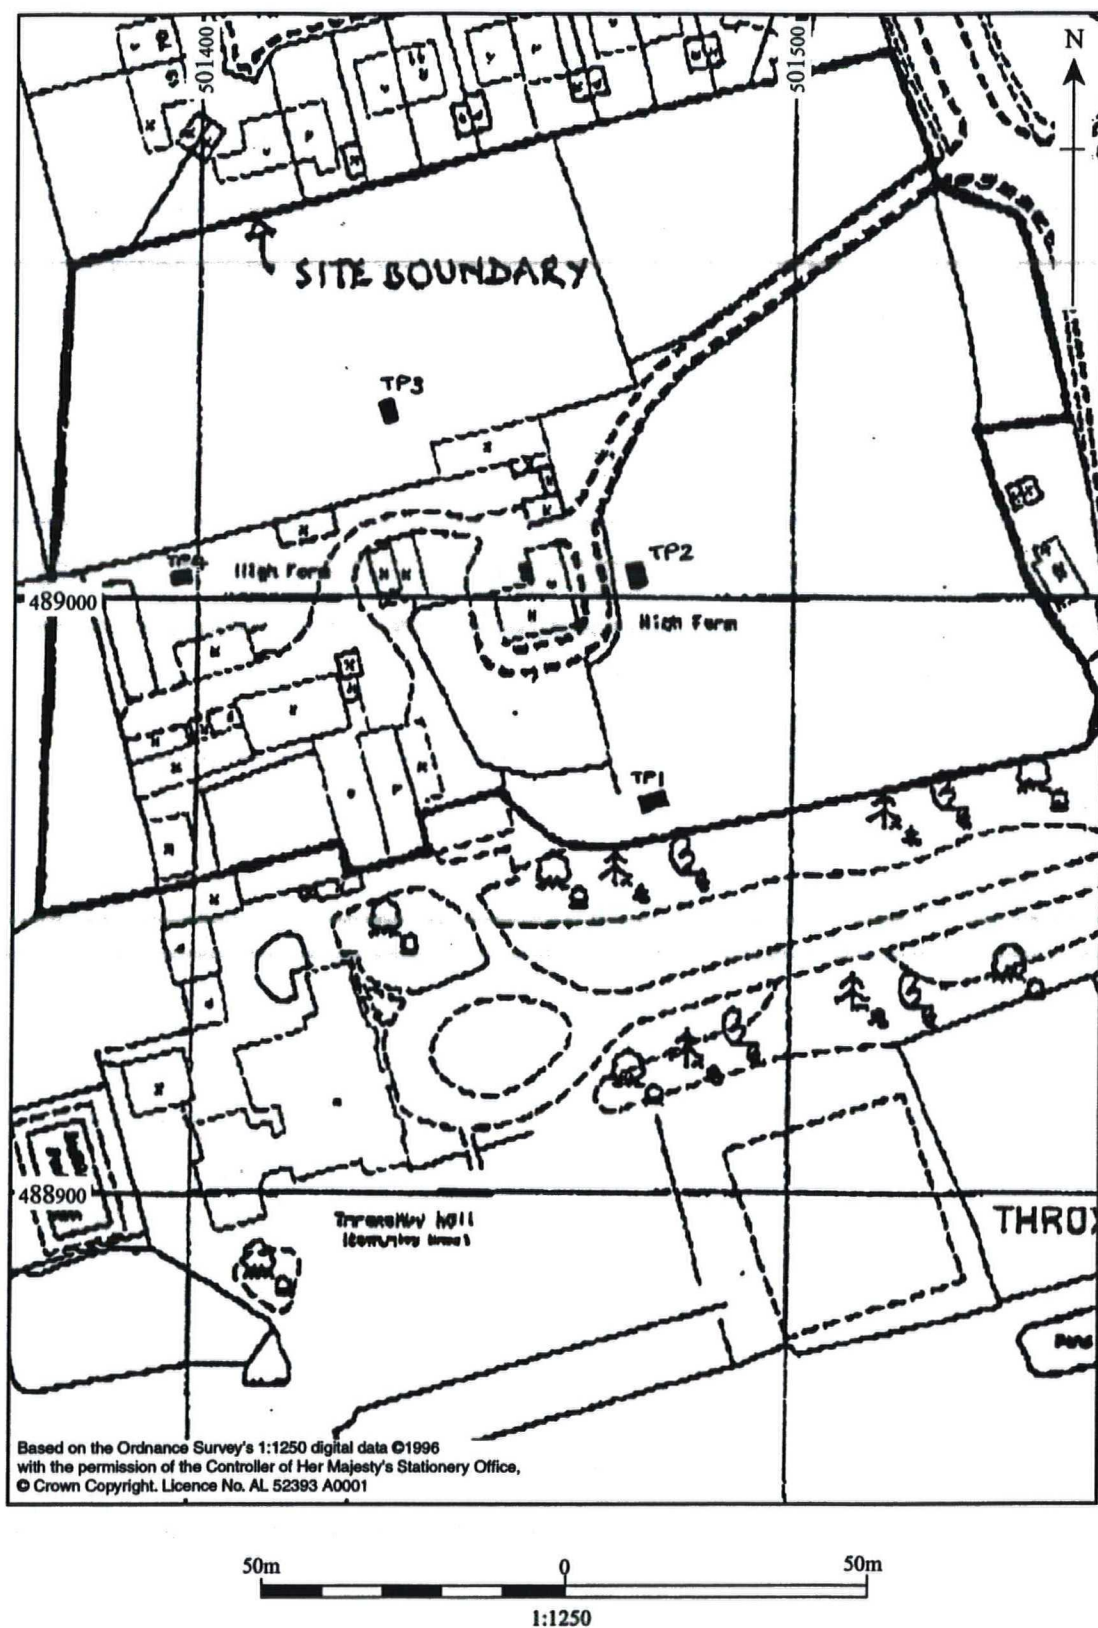 501400
501500
N
SITE BOUNDARY
TP3
TP4
High Farm
TP2
489000
High Farm
TP1
488900
hall
THROX
Based on the Ordnance Survey's 1:1250 digital data ©1996
with the permission of the Controller of Her Majesty's Stationery Office,
© Crown Copyright. Licence No. AL 52393 A0001
50m 0 50m
1:1250